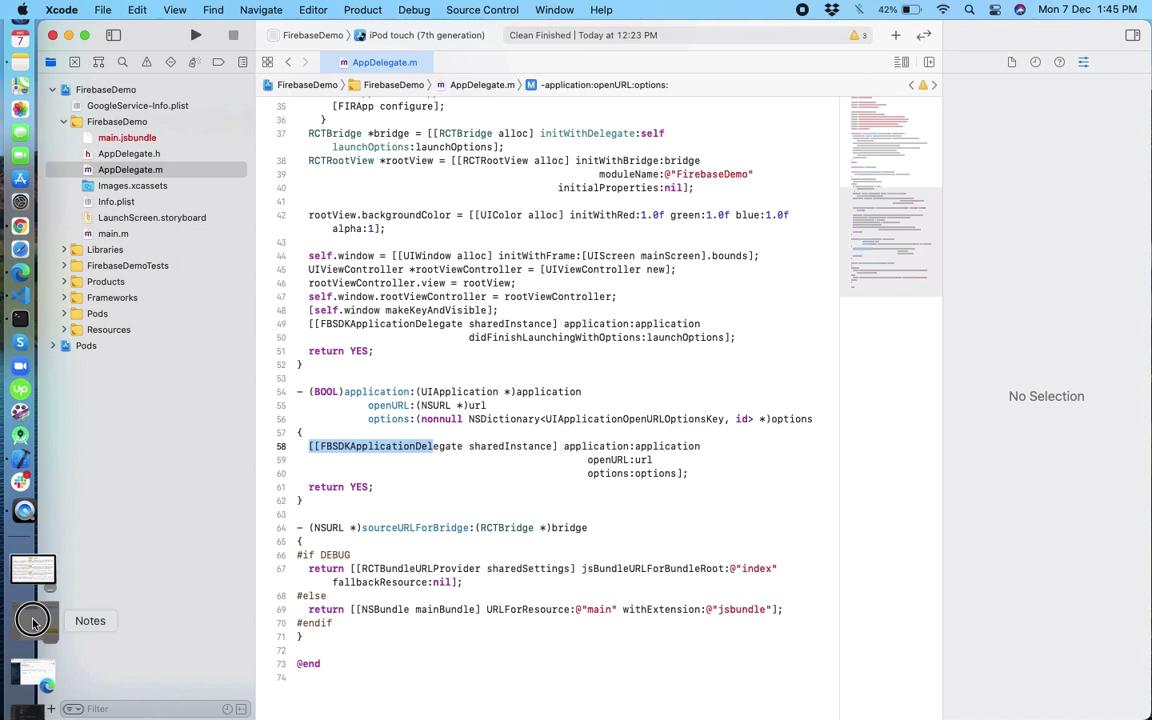 Xcode File Edit View Find Navigate Editor Product Debug Source Control Window Help 42% Mon 7 Dec 1:45 PM
7
FirebaseDemo iPod touch (7th generation) Clean Finished | Today at 12:23 PM 3
AppDelegate.m
FirebaseDemo FirebaseDemo AppDelegate.m M -application:openURL:options:
FirebaseDemo
GoogleService-Info.plist
FirebaseDemo
main.jsbundle
h AppDelegate.h
m AppDelegate.m
Images.xcassets
Info.plist
LaunchScreen.storyboard
m main.m
Libraries
FirebaseDemoTests
Products
Frameworks
Pods
Resources
Pods
up
Notes
Filter
35 [FIRApp configure];
36 }
37 RCTBridge *bridge = [[RCTBridge alloc] initWithDelegate:self
launchOptions:launchOptions];
38 RCTRootView *rootView = [[RCTRootView alloc] initWithBridge:bridge
39 moduleName:@"FirebaseDemo"
40 initialProperties:nil];
41
42 rootView.backgroundColor = [[UIColor alloc] initWithRed:1.0f green:1.0f blue:1.0f
alpha:1];
43
44 self.window = [[UIWindow alloc] initWithFrame:[UIScreen mainScreen].bounds];
45 UIViewController *rootViewController = [UIViewController new];
46 rootViewController.view = rootView;
47 self.window.rootViewController = rootViewController;
48 [self.window makeKeyAndVisible];
49 [[FBSDKApplicationDelegate sharedInstance] application:application
50 didFinishLaunchingWithOptions:launchOptions];
51 return YES;
52 }
53
54 - (BOOL)application:(UIApplication *)application
55 openURL:(NSURL *)url
56 options:(nonnull NSDictionary<UIApplicationOpenURLOptionsKey, id> *)options
57 {
58 [[FBSDKApplicationDelegate sharedInstance] application:application
59 openURL:url
60 options:options];
61 return YES;
62 }
63
64 - (NSURL *)sourceURLForBridge:(RCTBridge *)bridge
65 {
66 #if DEBUG
67 return [[RCTBundleURLProvider sharedSettings] jsBundleURLForBundleRoot:@"index"
fallbackResource:nil];
68 #else
69 return [[NSBundle mainBundle] URLForResource:@"main" withExtension:@"jsbundle"];
70 #endif
71 }
72
73 @end
74
No Selection